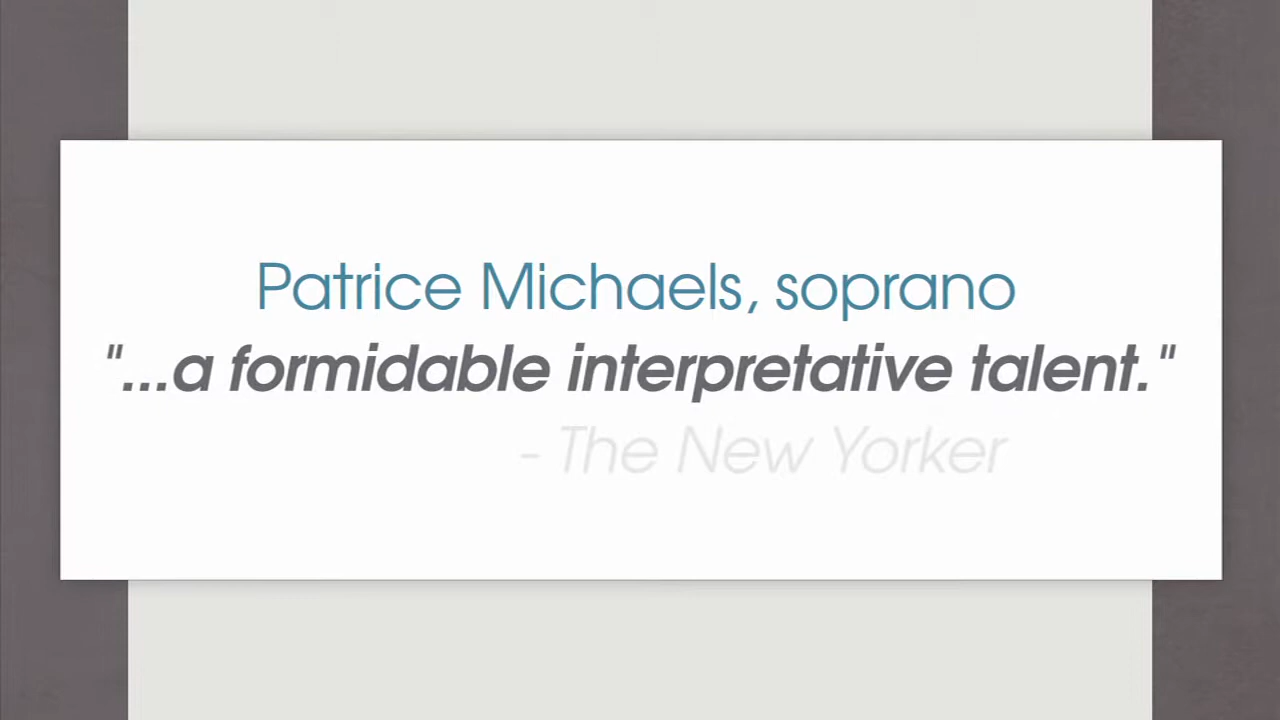 Patrice Michaels, soprano
"...a formidable interpretative talent."
- The New Yorker